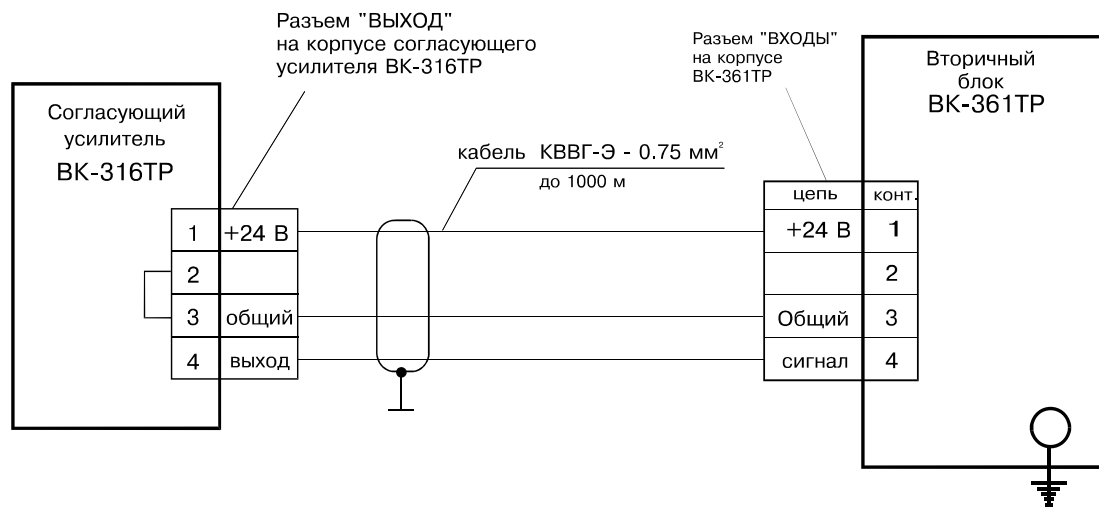 Разъем "ВЫХОД"
на корпусе согласующего
усилителя ВК-316ТР
Разъем "ВХОДЫ"
на корпусе
ВК-361ТР
Вторичный
блок
ВК-361ТР
Согласующий
усилитель
ВК-316ТР
кабель КВВГ-Э - 0.75 мм²
до 1000 м
цепь конт.
1 +24 В
+24 В 1
2
2
3 общий
Общий 3
4 выход
сигнал 4